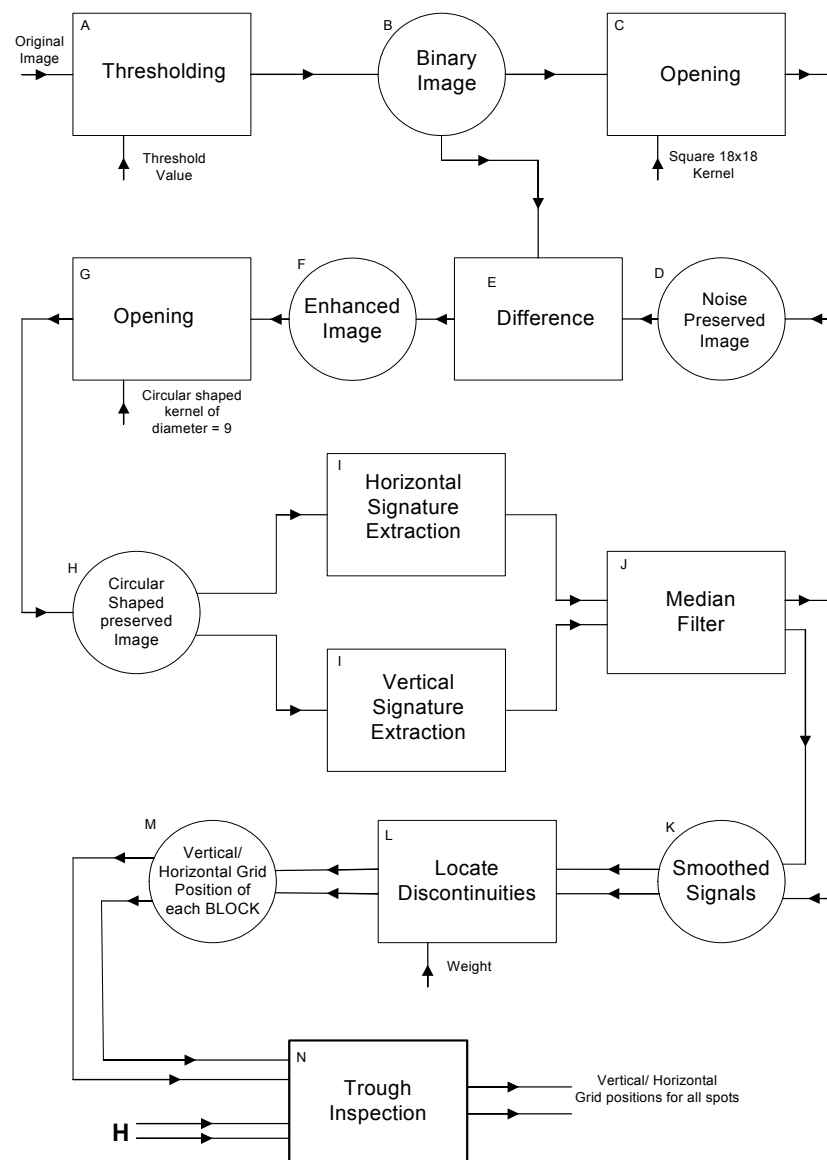 A
Original
Image
Thresholding
Threshold
Value
B
Binary
Image
C
Opening
Square 18x18
Kernel
G
Opening
Circular shaped
kernel of
diameter = 9
F
Enhanced
Image
E
Difference
D
Noise
Preserved
Image
H
Circular
Shaped
preserved
Image
I
Horizontal
Signature
Extraction
I
Vertical
Signature
Extraction
J
Median
Filter
M
Vertical/
Horizontal Grid
Position of
each BLOCK
L
Locate
Discontinuities
Weight
K
Smoothed
Signals
N
Trough
Inspection
H
Vertical/ Horizontal
Grid positions for all spots